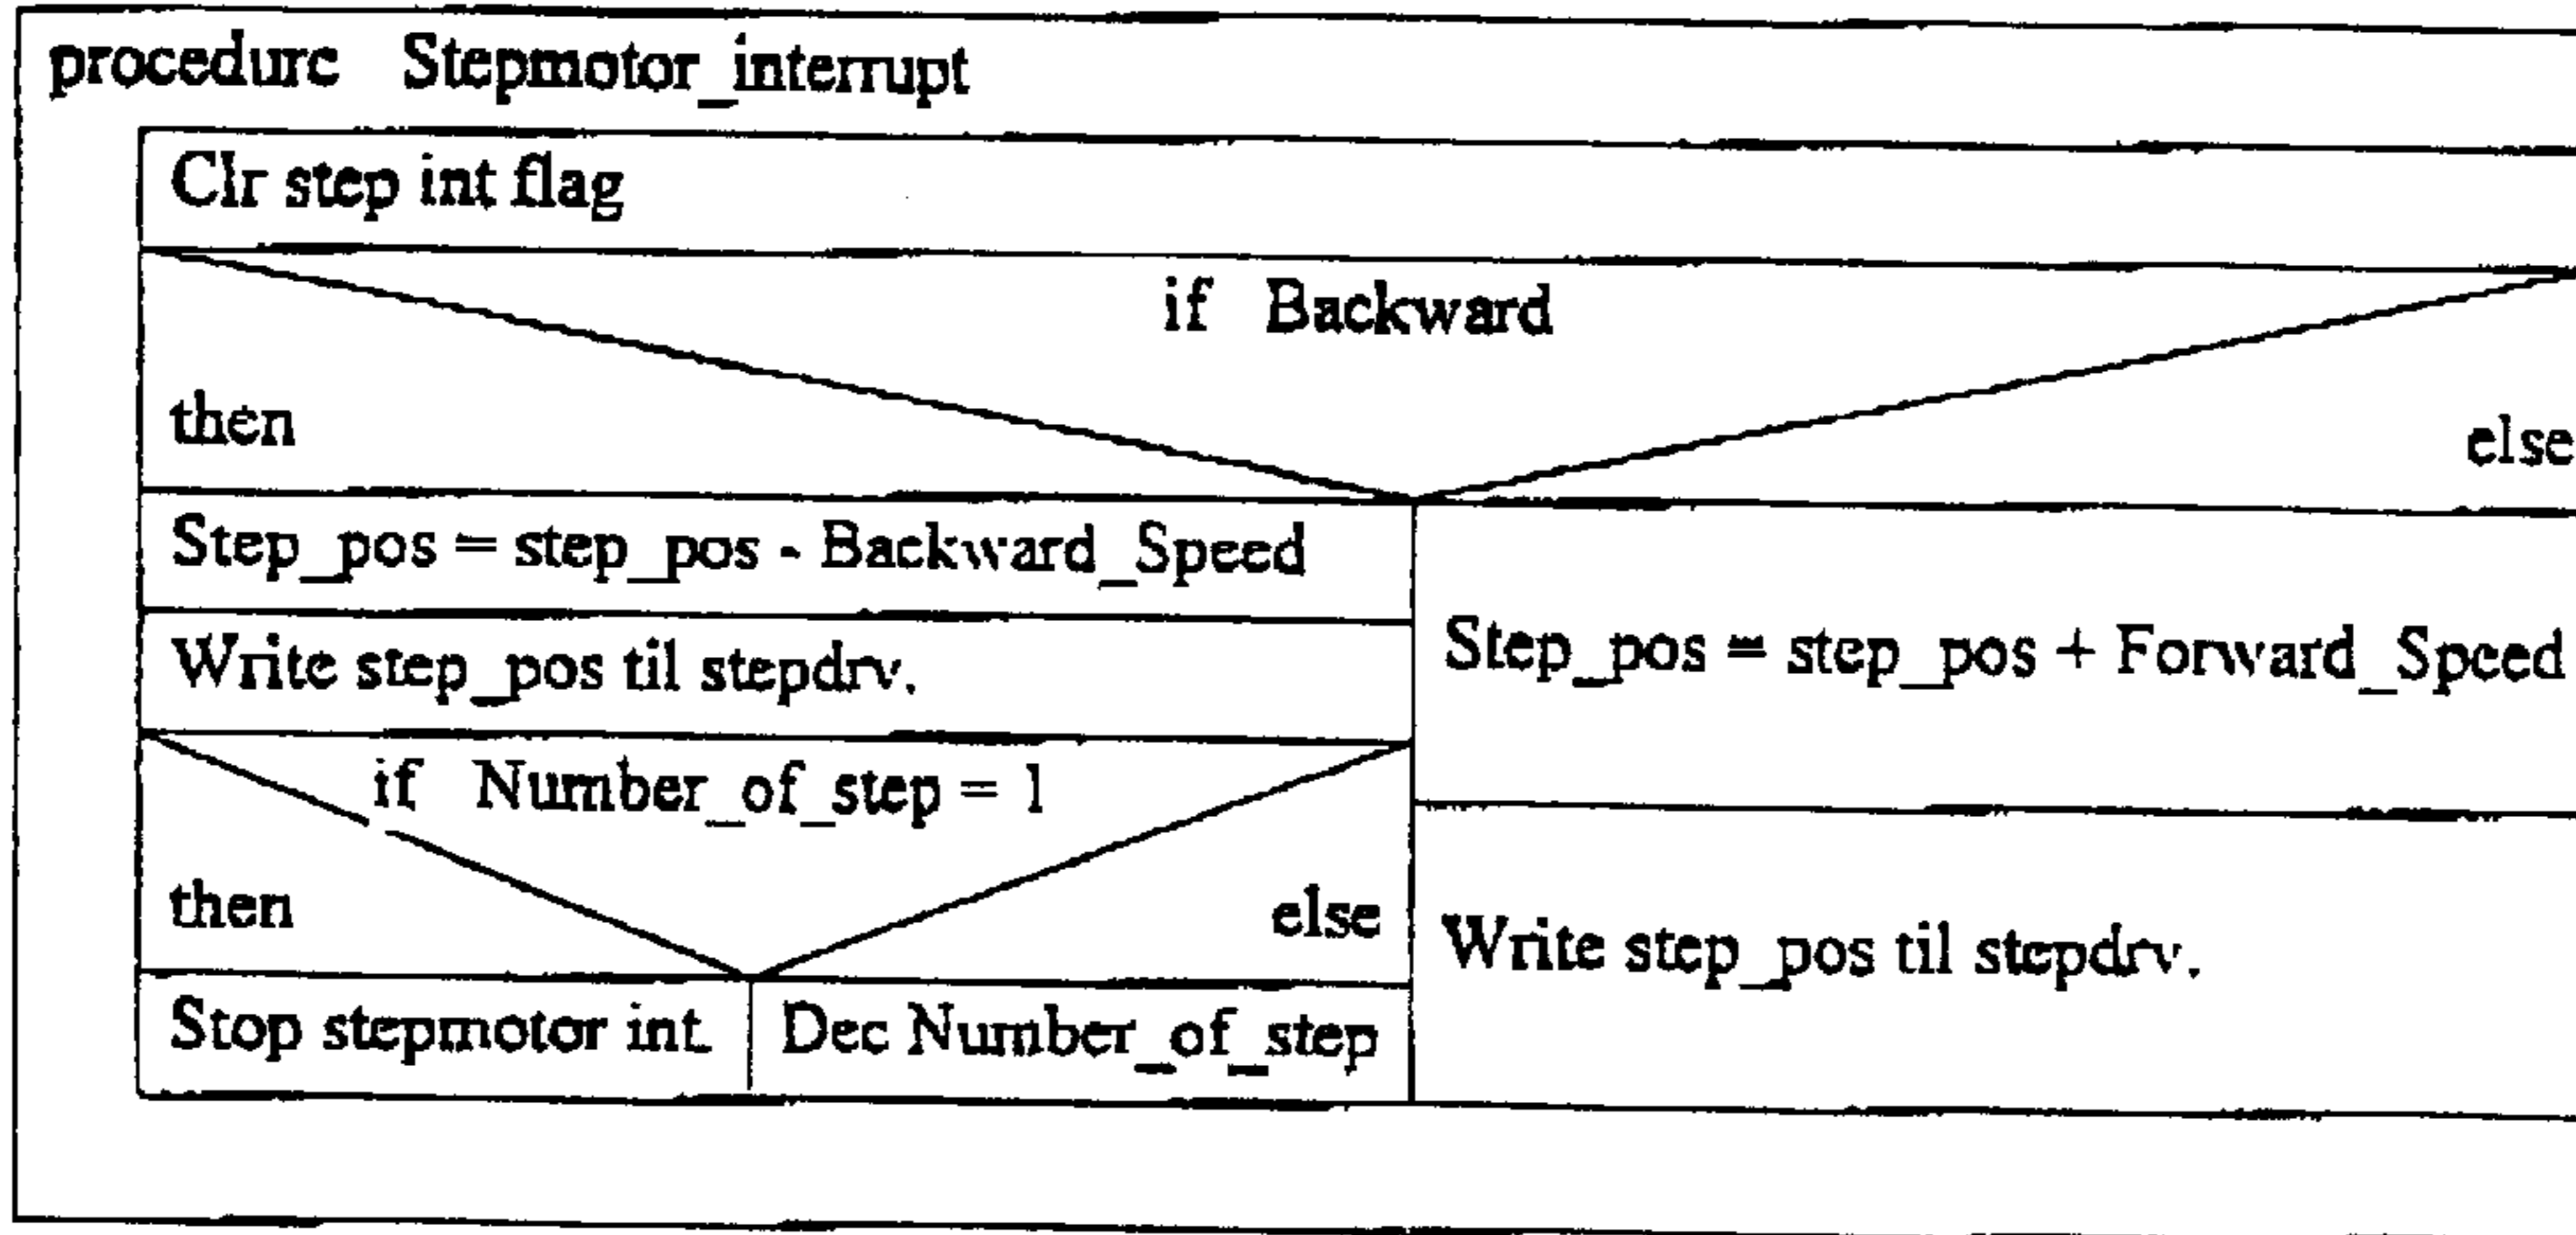 procedure Stepmotor_interrupt
Clr step int flag
if Backward
then
else
Step_pos = step_pos - Backward_Speed
Write step_pos til stepdrv.
if Number_of_step = 1
then
else
Stop stepmotor int.
Dec Number_of_step
Step_pos = step_pos + Forward_Speed
Write step_pos til stepdrv.